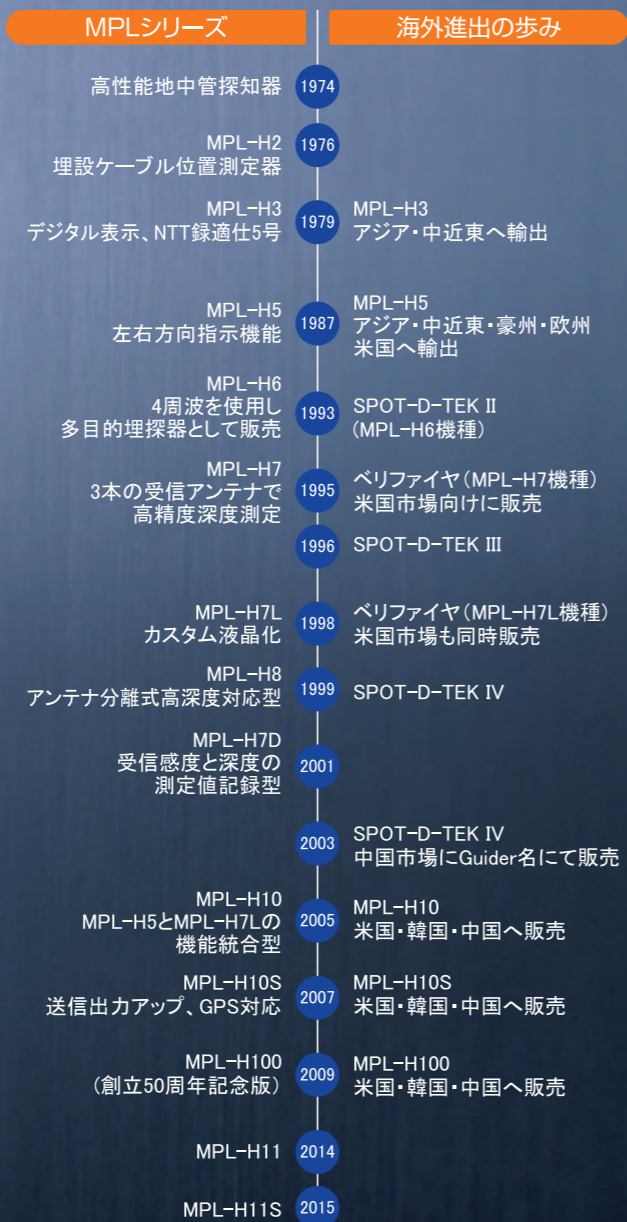 MPLシリーズ
海外進出の歩み
高性能地中管探知器
1974
MPL-H2
埋設ケーブル位置測定器
1976
MPL-H3
デジタル表示、NTT録適仕5号
1979
MPL-H3
アジア・中近東へ輸出
MPL-H5
左右方向指示機能
1987
MPL-H5
アジア・中近東・豪州・欧州
米国へ輸出
MPL-H6
4周波を使用し
多目的埋探器として販売
1993
SPOT-D-TEK II
(MPL-H6機種)
MPL-H7
3本の受信アンテナで
高精度深度測定
1995
ベリファイヤ(MPL-H7機種)
米国市場向けに販売
1996
SPOT-D-TEK III
MPL-H7L
カスタム液晶化
1998
ベリファイヤ(MPL-H7L機種)
米国市場も同時販売
MPL-H8
アンテナ分離式高深度対応型
1999
SPOT-D-TEK IV
MPL-H7D
受信感度と深度の
測定値記録型
2001
2003
SPOT-D-TEK IV
中国市場にGuider名にて販売
MPL-H10
MPL-H5とMPL-H7Lの
機能統合型
2005
MPL-H10
米国・韓国・中国へ販売
MPL-H10S
送信出力アップ、GPS対応
2007
MPL-H10S
米国・韓国・中国へ販売
MPL-H100
(創立50周年記念版)
2009
MPL-H100
米国・韓国・中国へ販売
MPL-H11
2014
MPL-H11S
2015